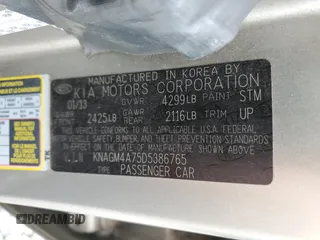 MANUFACTURED IN KOREA BY
KIA MOTORS CORPORATION
01/13 GVWR 4299LB PAINT STM
GAWR FRONT 2425LB GAWR REAR 2116LB TRIM UP
THIS VEHICLE CONFORMS TO ALL APPLICABLE
FEDERAL MOTOR VEHICLE SAFETY, BUMPER
AND THEFT PREVENTION STANDARDS IN EFFECT
ON THE DATE OF MANUFACTURE SHOWN ABOVE
V.I.N KNAGM4A75D5386765
TYPE PASSENGER CAR